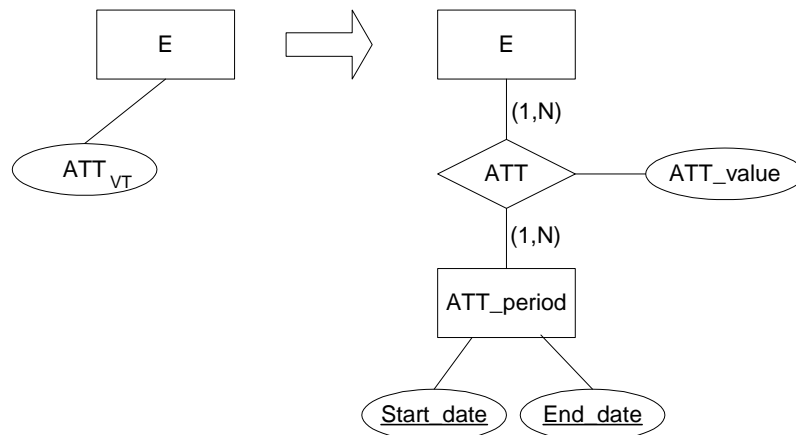 E
E
(1,N)
ATT_VT
ATT
ATT_value
(1,N)
ATT_period
Start_date
End_date